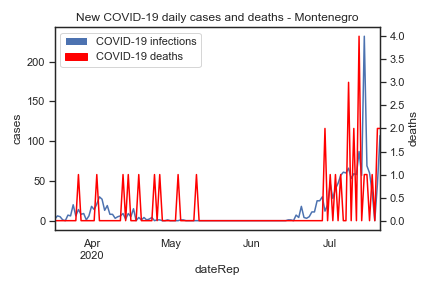 New COVID-19 daily cases and deaths - Montenegro
COVID-19 infections
COVID-19 deaths
cases
200
150
100
50
0
deaths
4.0
3.5
3.0
2.5
2.0
1.5
1.0
0.5
0.0
Apr
2020
May
Jun
Jul
dateRep